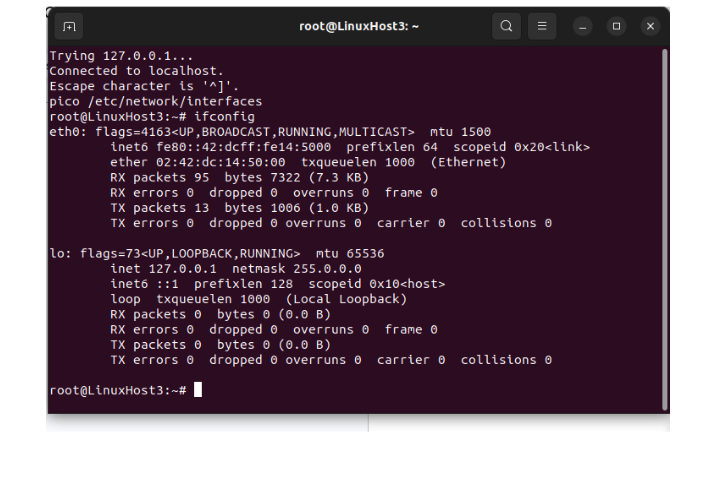 root@LinuxHost3: ~
Trying 127.0.0.1...
Connected to localhost.
Escape character is '^]'.
pico /etc/network/interfaces
root@LinuxHost3:~# ifconfig
eth0: flags=4163<UP,BROADCAST,RUNNING,MULTICAST>  mtu 1500
        inet6 fe80::42:dcff:fe14:5000  prefixlen 64  scopeid 0x20<link>
        ether 02:42:dc:14:50:00  txqueuelen 1000  (Ethernet)
        RX packets 95  bytes 7322 (7.3 KB)
        RX errors 0  dropped 0  overruns 0  frame 0
        TX packets 13  bytes 1006 (1.0 KB)
        TX errors 0  dropped 0 overruns 0  carrier 0  collisions 0

lo: flags=73<UP,LOOPBACK,RUNNING>  mtu 65536
        inet 127.0.0.1  netmask 255.0.0.0
        inet6 ::1  prefixlen 128  scopeid 0x10<host>
        loop  txqueuelen 1000  (Local Loopback)
        RX packets 0  bytes 0 (0.0 B)
        RX errors 0  dropped 0  overruns 0  frame 0
        TX packets 0  bytes 0 (0.0 B)
        TX errors 0  dropped 0 overruns 0  carrier 0  collisions 0

root@LinuxHost3:~#